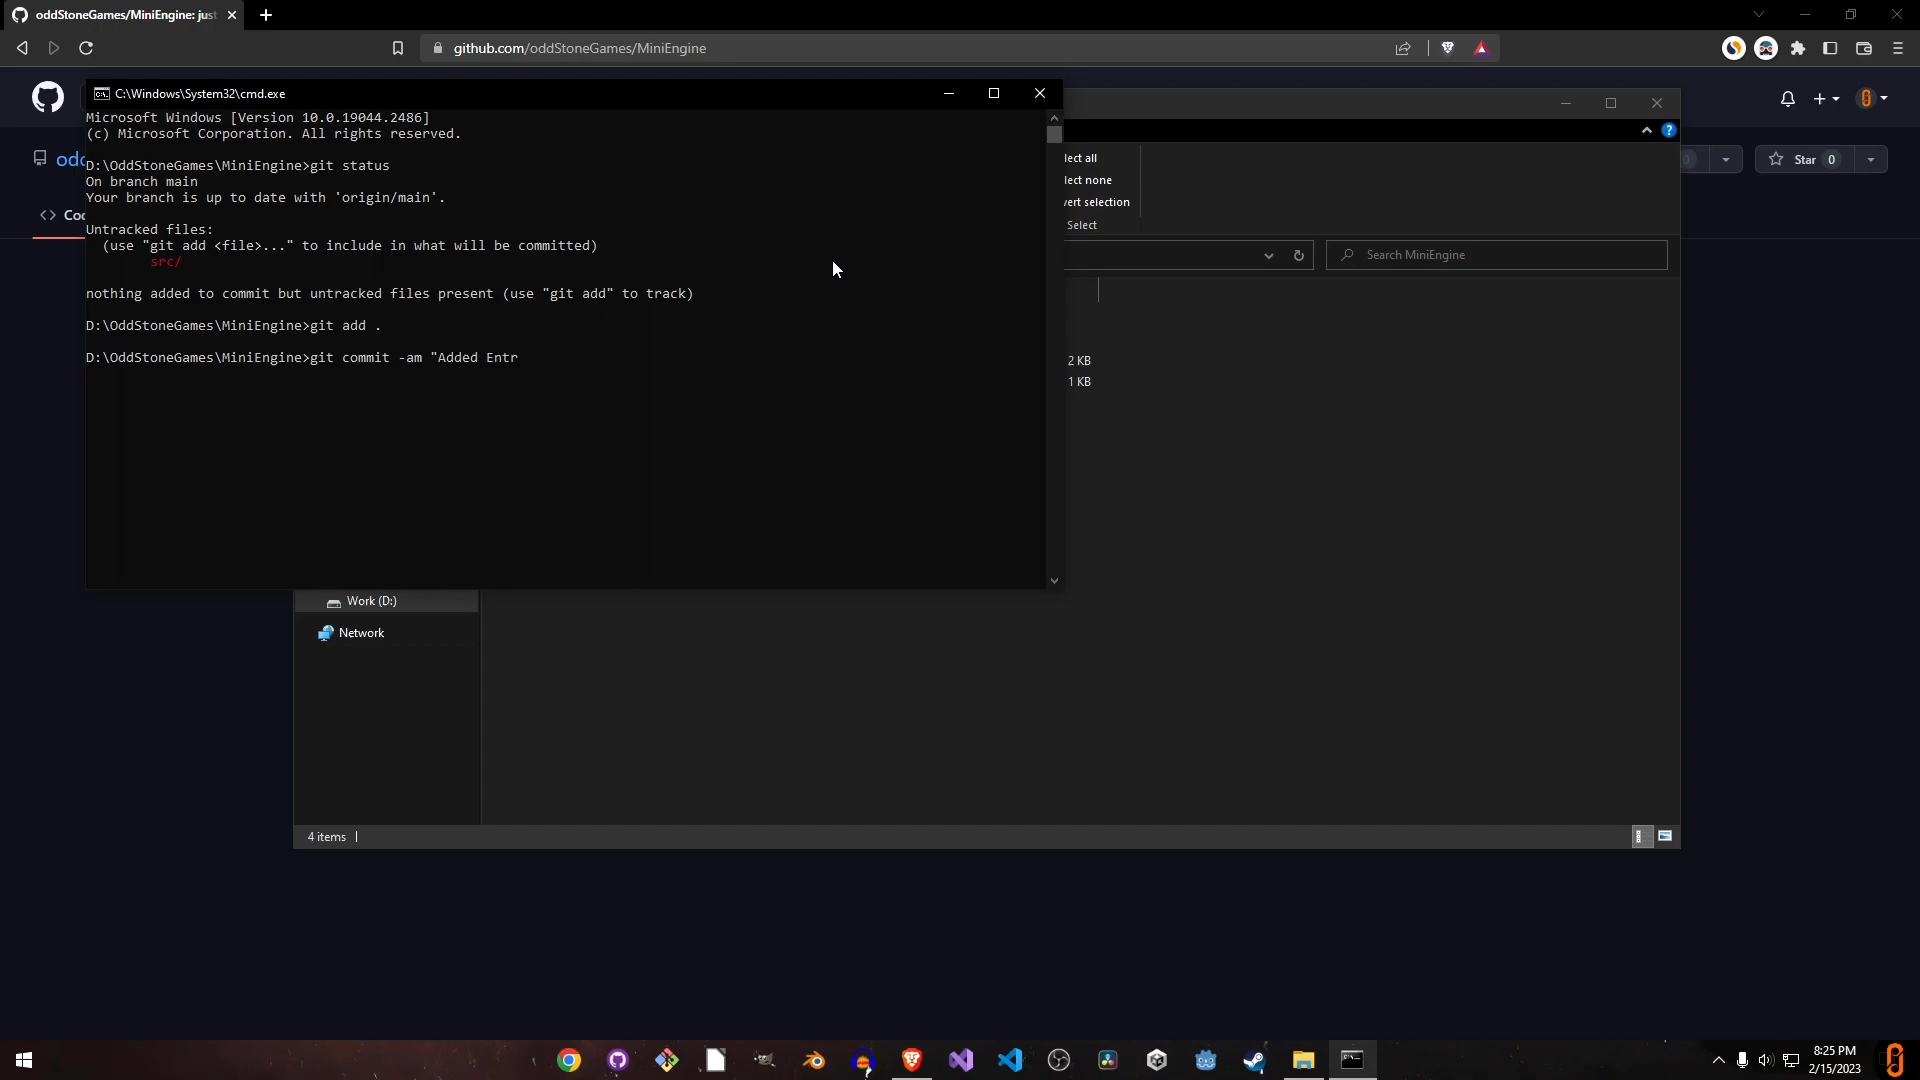 oddStoneGames/MiniEngine: just
github.com/oddStoneGames/MiniEngine
C:\Windows\System32\cmd.exe
Microsoft Windows [Version 10.0.19044.2486]
(c) Microsoft Corporation. All rights reserved.
D:\OddStoneGames\MiniEngine>git status
On branch main
Your branch is up to date with 'origin/main'.
Untracked files:
(use "git add <file>..." to include in what will be committed)
src/
nothing added to commit but untracked files present (use "git add" to track)
D:\OddStoneGames\MiniEngine>git add .
D:\OddStoneGames\MiniEngine>git commit -am "Added Entr
odd
<> Cod
lect all
lect none
vert selection
Select
Search MiniEngine
2 KB
1 KB
0
Star 0
Work (D:)
Network
4 items
8:25 PM
2/15/2023